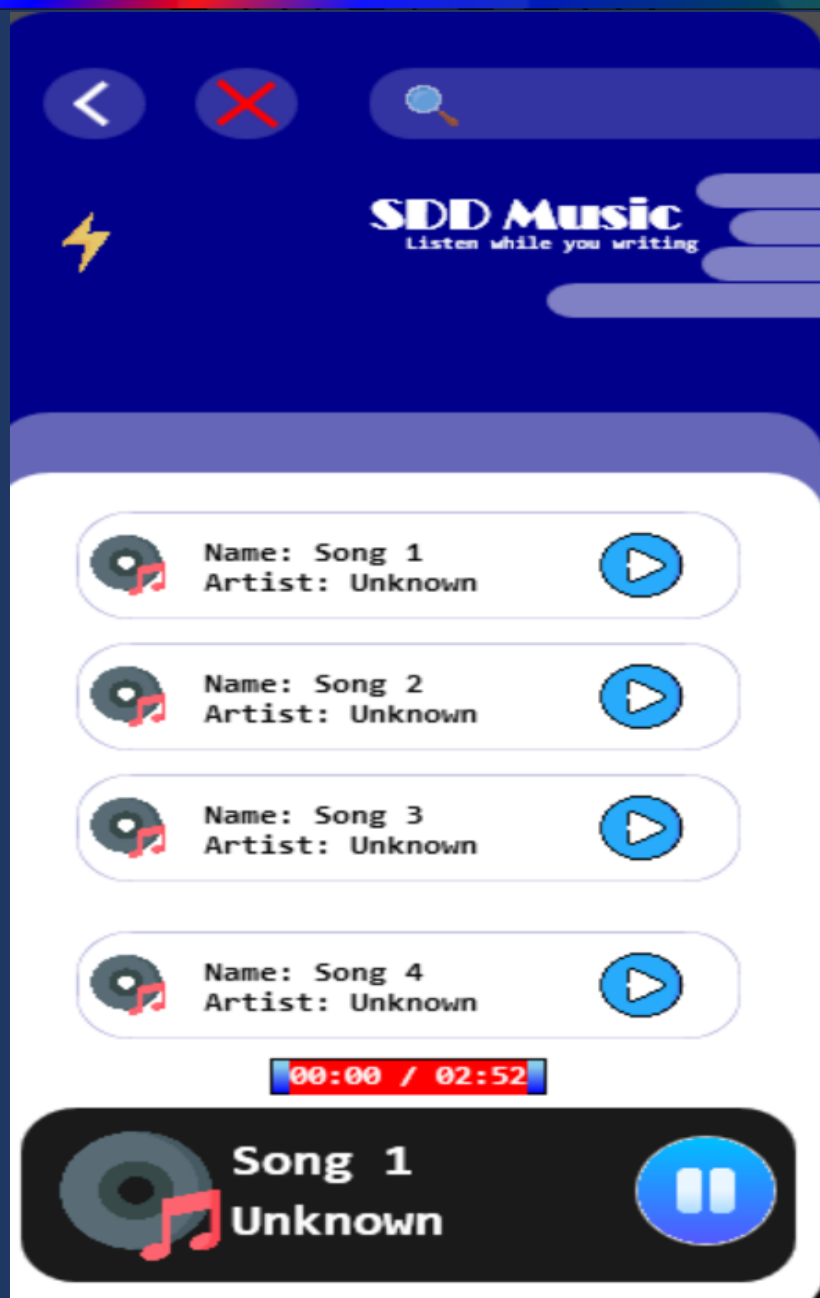 SDD Music
Listen while you writing
Name: Song 1
Artist: Unknown
Name: Song 2
Artist: Unknown
Name: Song 3
Artist: Unknown
Name: Song 4
Artist: Unknown
00:00 / 02:52
Song 1
Unknown